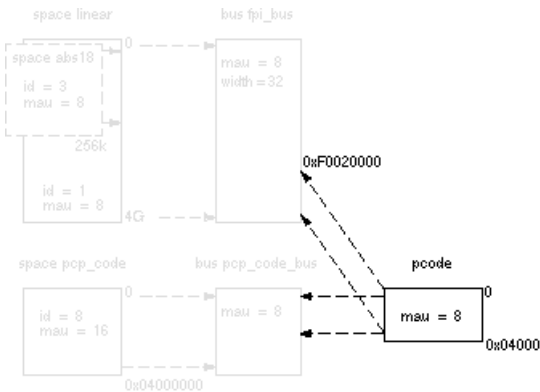 space linear
bus fpi_bus
space abs18
id = 3
mau = 8
0
mau = 8
width = 32
256k
0xF0020000
id = 1
mau = 8
4G
space pcp_code
bus pcp_code_bus
pcode
id = 8
mau = 16
0
mau = 8
0
mau = 8
0x04000
0x04000000